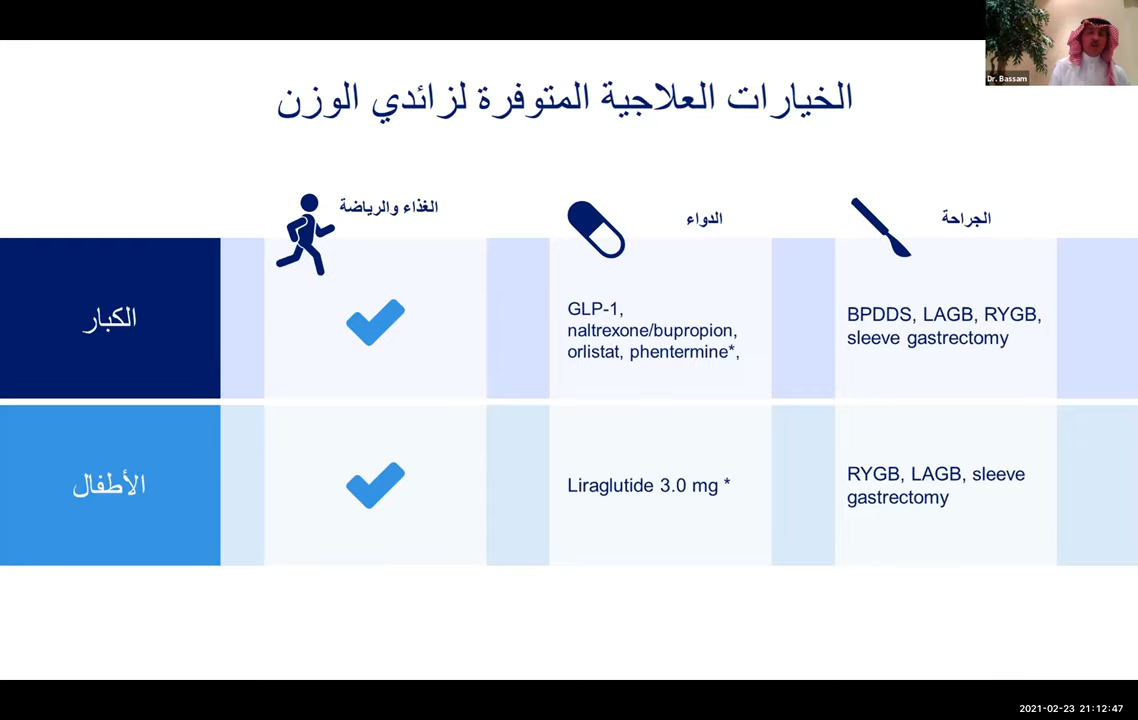 Dr. Bassam
الخيارات العلاجية المتوفرة لزائدي الوزن
الغذاء والرياضة
الدواء
الجراحة
الكبار
GLP-1,
naltrexone/bupropion,
orlistat, phentermine*,
BPDDS, LAGB, RYGB,
sleeve gastrectomy
الأطفال
Liraglutide 3.0 mg *
RYGB, LAGB, sleeve
gastrectomy
2021-02-23 21:12:47